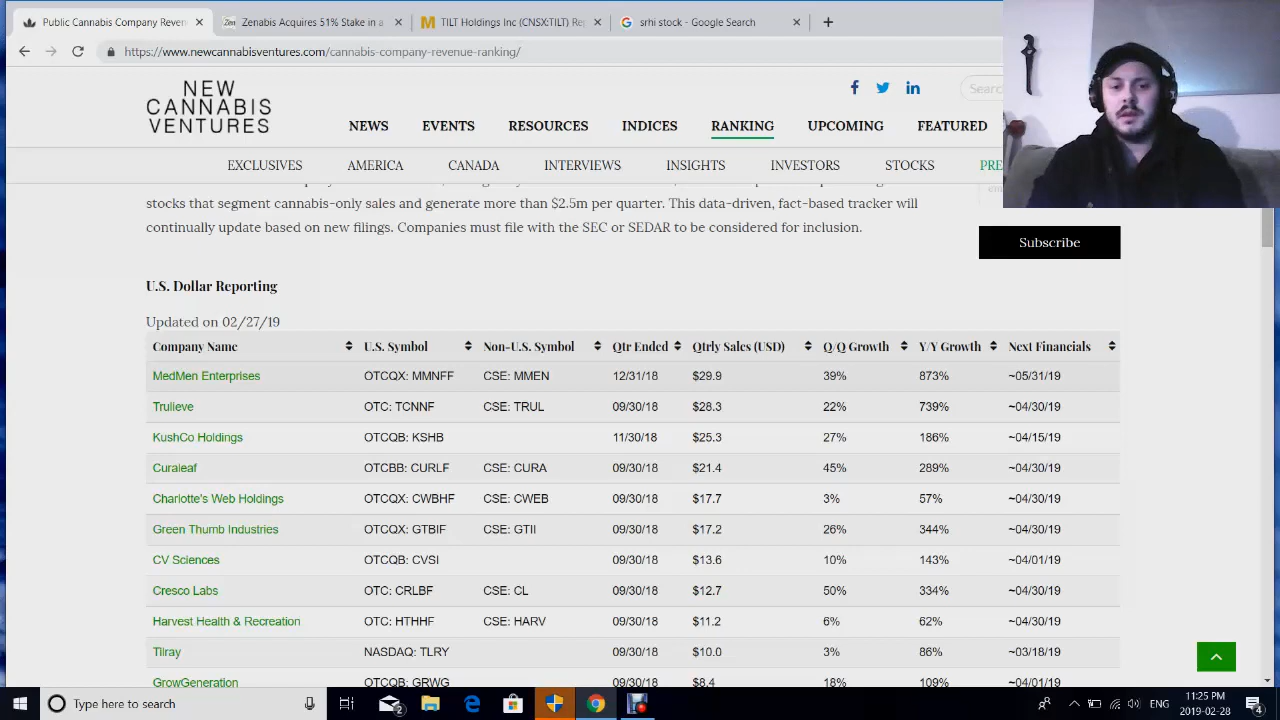 Public Cannabis Company Reven
Zenabis Acquires 51% Stake in a
TILT Holdings Inc (CNSX:TILT) Re
srhi stock - Google Search
https://www.newcannabisventures.com/cannabis-company-revenue-ranking/
NEW
CANNABIS
VENTURES
Searc
NEWS EVENTS RESOURCES INDICES RANKING UPCOMING FEATURED
EXCLUSIVES AMERICA CANADA INTERVIEWS INSIGHTS INVESTORS STOCKS PRE
stocks that segment cannabis-only sales and generate more than $2.5m per quarter. This data-driven, fact-based tracker will
continually update based on new filings. Companies must file with the SEC or SEDAR to be considered for inclusion.
Subscribe
U.S. Dollar Reporting
Updated on 02/27/19
Company Name U.S. Symbol Non-U.S. Symbol Qtr Ended Qtrly Sales (USD) Q/Q Growth Y/Y Growth Next Financials
MedMen Enterprises OTCQX: MMNFF CSE: MMEN 12/31/18 $29.9 39% 873% ~05/31/19
Trulieve OTC: TCNNF CSE: TRUL 09/30/18 $28.3 22% 739% ~04/30/19
KushCo Holdings OTCQB: KSHB 11/30/18 $25.3 27% 186% ~04/15/19
Curaleaf OTCBB: CURLF CSE: CURA 09/30/18 $21.4 45% 289% ~04/30/19
Charlotte's Web Holdings OTCQX: CWBHF CSE: CWEB 09/30/18 $17.7 3% 57% ~04/30/19
Green Thumb Industries OTCQX: GTBIF CSE: GTII 09/30/18 $17.2 26% 344% ~04/30/19
CV Sciences OTCQB: CVSI 09/30/18 $13.6 10% 143% ~04/01/19
Cresco Labs OTC: CRLBF CSE: CL 09/30/18 $12.7 50% 334% ~04/30/19
Harvest Health & Recreation OTC: HTHHF CSE: HARV 09/30/18 $11.2 6% 62% ~04/30/19
Tilray NASDAQ: TLRY 09/30/18 $10.0 3% 86% ~03/18/19
GrowGeneration OTCQB: GRWG 09/30/18 $8.4 18% 109% ~04/01/19
Type here to search
2
ENG
11:25 PM
2019-02-28
4